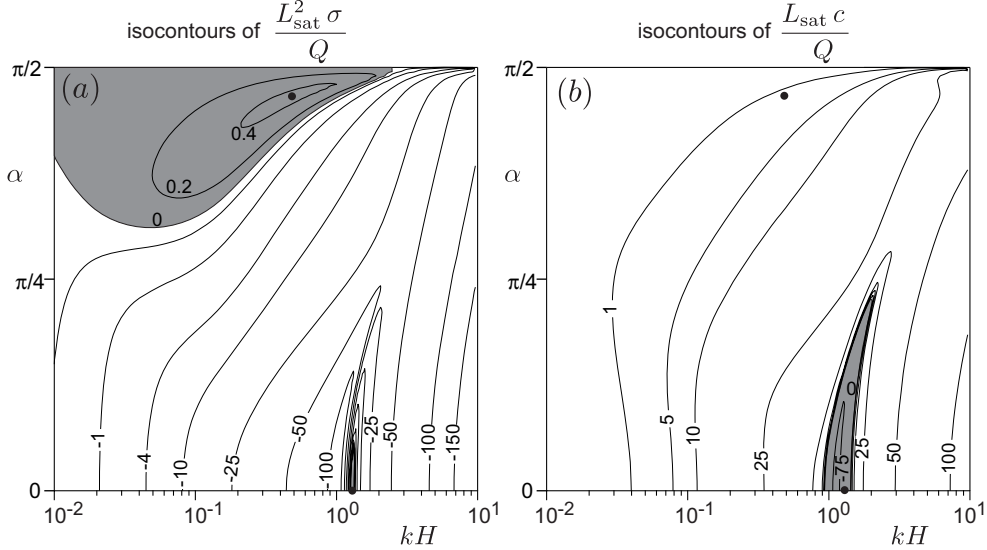 isocontours of L²_sat σ / Q
isocontours of L_sat c / Q
π/2
(a)
0.4
0.2
0
α
π/4
-1
-4
-10
-25
-50
-100
-25
-50
-100
-150
0
10⁻²
10⁻¹
10⁰
10¹
kH
π/2
(b)
α
1
π/4
0
5
10
25
-75
25
50
100
0
10⁻²
10⁻¹
10⁰
10¹
kH